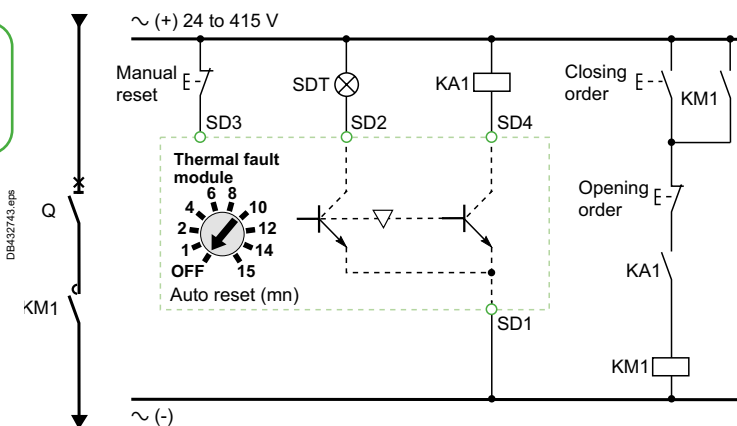 ∼ (+) 24 to 415 V
Manual reset
SDT
KA1
Closing order
KM1
SD3
SD2
SD4
Thermal fault module
6 8
4 10
2 12
1 14
OFF 15
Auto reset (mn)
SD1
Opening order
KA1
KM1
Q
KM1
DB432743.eps
∼ (-)